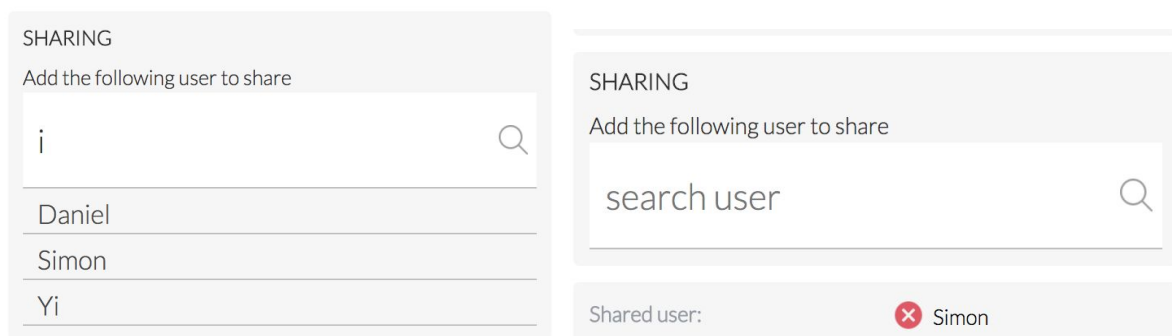 SHARING
Add the following user to share
i
Daniel
Simon
Yi
SHARING
Add the following user to share
search user
Shared user: Simon